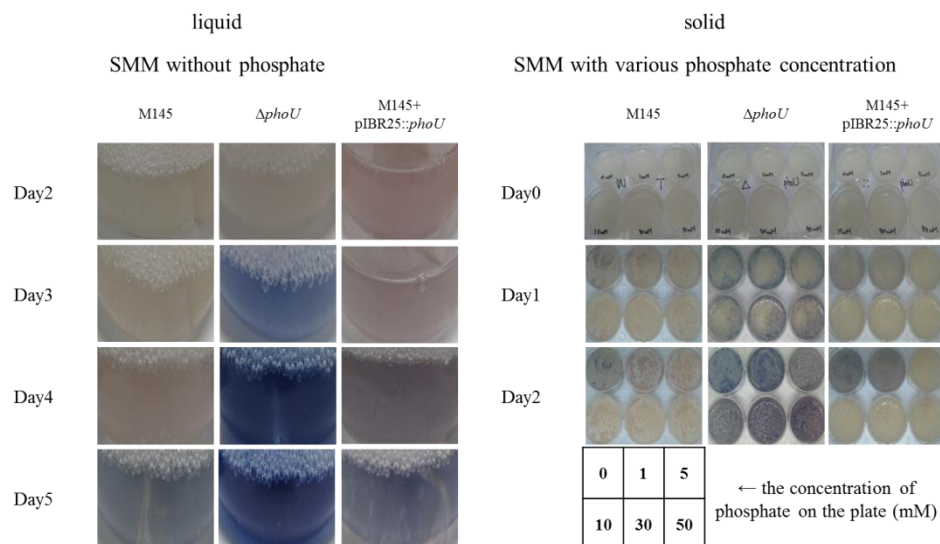 liquid
SMM without phosphate
M145
ΔphoU
M145+
pIBR25::phoU
Day2
Day3
Day4
Day5
solid
SMM with various phosphate concentration
M145
ΔphoU
M145+
pIBR25::phoU
Day0
W T
Δ phoU
:: phoU
Day1
Day2
0 1 5
10 30 50
← the concentration of
phosphate on the plate (mM)